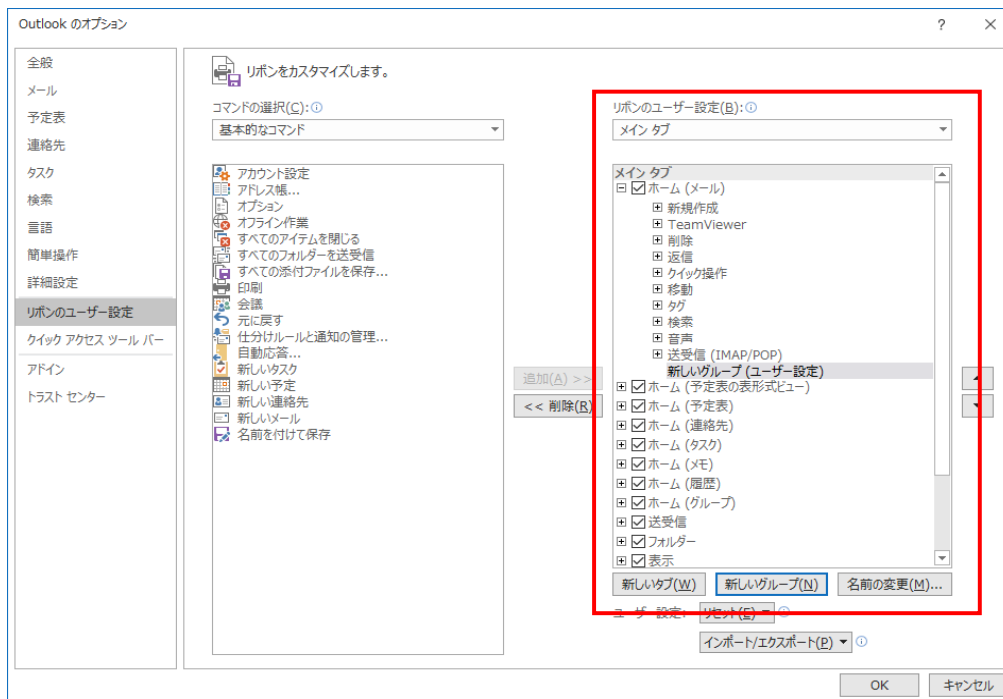 Outlook のオプション
全般
メール
予定表
連絡先
タスク
検索
言語
簡単操作
詳細設定
リボンのユーザー設定
クイック アクセス ツール バー
アドイン
トラスト センター
リボンをカスタマイズします。
コマンドの選択(C):
基本的なコマンド
アカウント設定
アドレス帳...
オプション
オフライン作業
すべてのアイテムを閉じる
すべてのフォルダーを送受信
すべての添付ファイルを保存...
印刷
会議
元に戻す
仕分けルールと通知の管理...
自動応答...
新しいタスク
新しい予定
新しい連絡先
新しいメール
名前を付けて保存
追加(A) >>
<< 削除(R)
リボンのユーザー設定(B):
メイン タブ
メイン タブ
ホーム (メール)
新規作成
TeamViewer
削除
返信
クイック操作
移動
タグ
検索
音声
送受信 (IMAP/POP)
新しいグループ (ユーザー設定)
ホーム (予定表の表形式ビュー)
ホーム (予定表)
ホーム (連絡先)
ホーム (タスク)
ホーム (メモ)
ホーム (履歴)
ホーム (グループ)
送受信
フォルダー
表示
新しいタブ(W) 新しいグループ(N) 名前の変更(M)...
ユーザー設定: リセット(E)
インポート/エクスポート(P)
OK キャンセル